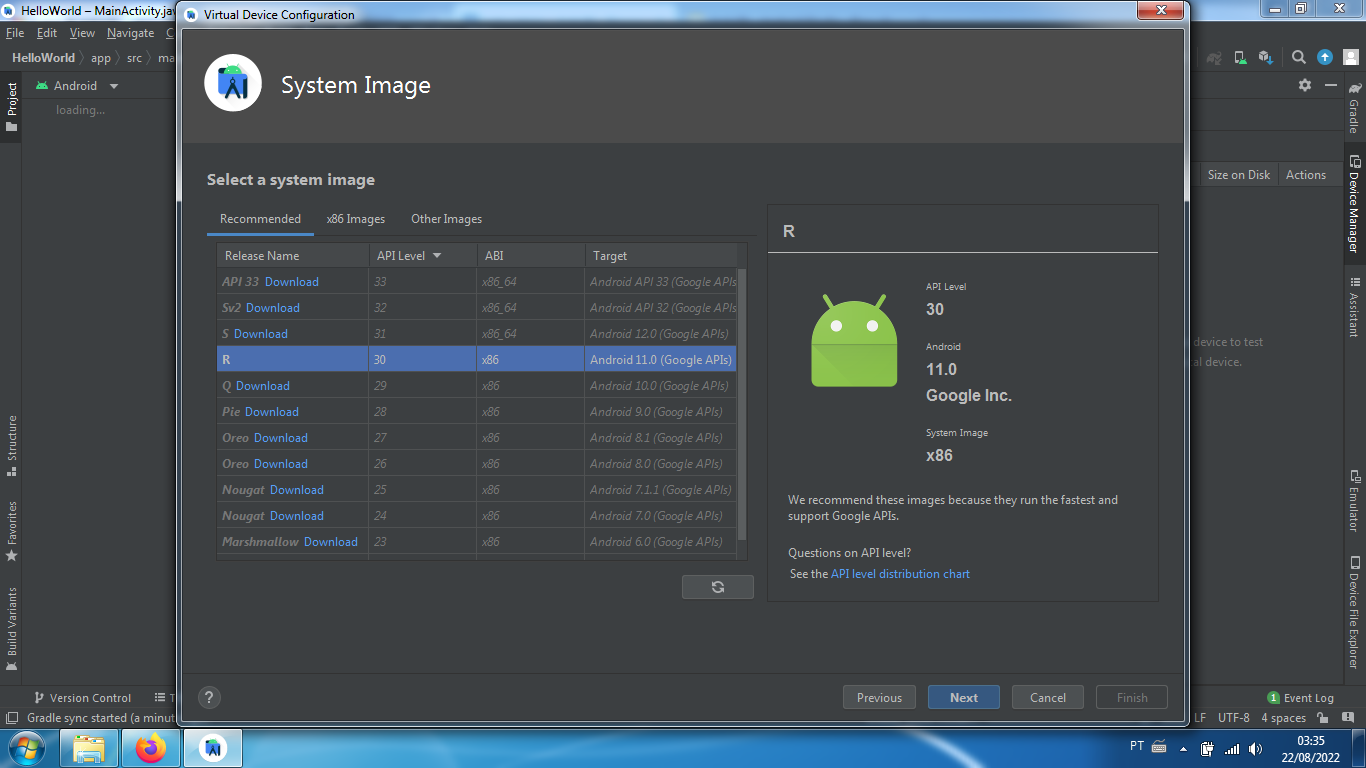 HelloWorld – MainActivity.jav
Virtual Device Configuration
File Edit View Navigate C
HelloWorld app src ma
System Image
Project
Android
loading...
Gradle
Size on Disk Actions
Device Manager
Select a system image
Recommended x86 Images Other Images
Release Name API Level ABI Target
API 33 Download 33 x86_64 Android API 33 (Google APIs
Sv2 Download 32 x86_64 Android API 32 (Google APIs
S Download 31 x86_64 Android 12.0 (Google APIs)
R 30 x86 Android 11.0 (Google APIs)
Q Download 29 x86 Android 10.0 (Google APIs)
Pie Download 28 x86 Android 9.0 (Google APIs)
Oreo Download 27 x86 Android 8.1 (Google APIs)
Oreo Download 26 x86 Android 8.0 (Google APIs)
Nougat Download 25 x86 Android 7.1.1 (Google APIs)
Nougat Download 24 x86 Android 7.0 (Google APIs)
Marshmallow Download 23 x86 Android 6.0 (Google APIs)
R
API Level
30
Android
11.0
Google Inc.
System Image
x86
We recommend these images because they run the fastest and
support Google APIs.
Questions on API level?
See the API level distribution chart
device to test
cal device.
Assistant
Emulator
Device File Explorer
Structure
Favorites
Build Variants
? Previous Next Cancel Finish
Version Control T
1 Event Log
Gradle sync started (a minut
LF UTF-8 4 spaces
PT
03:35
22/08/2022